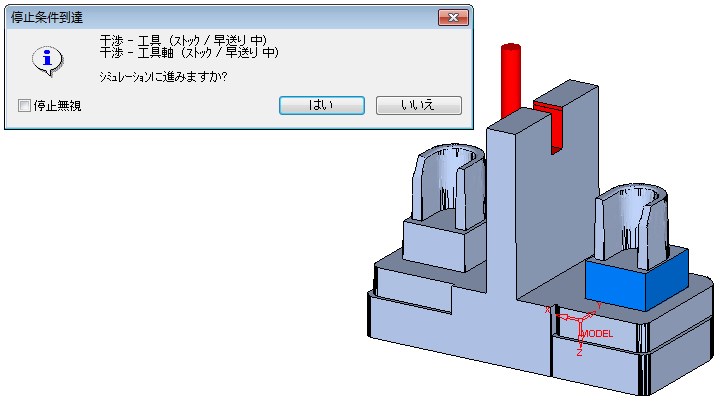 停止条件到達
干渉 - 工具 (ｽﾄｯｸ / 早送り 中)
干渉 - 工具軸 (ｽﾄｯｸ / 早送り 中)
ｼﾐｭﾚｰｼｮﾝに進みますか?
停止無視
はい
いいえ
X
Y
MODEL
Z